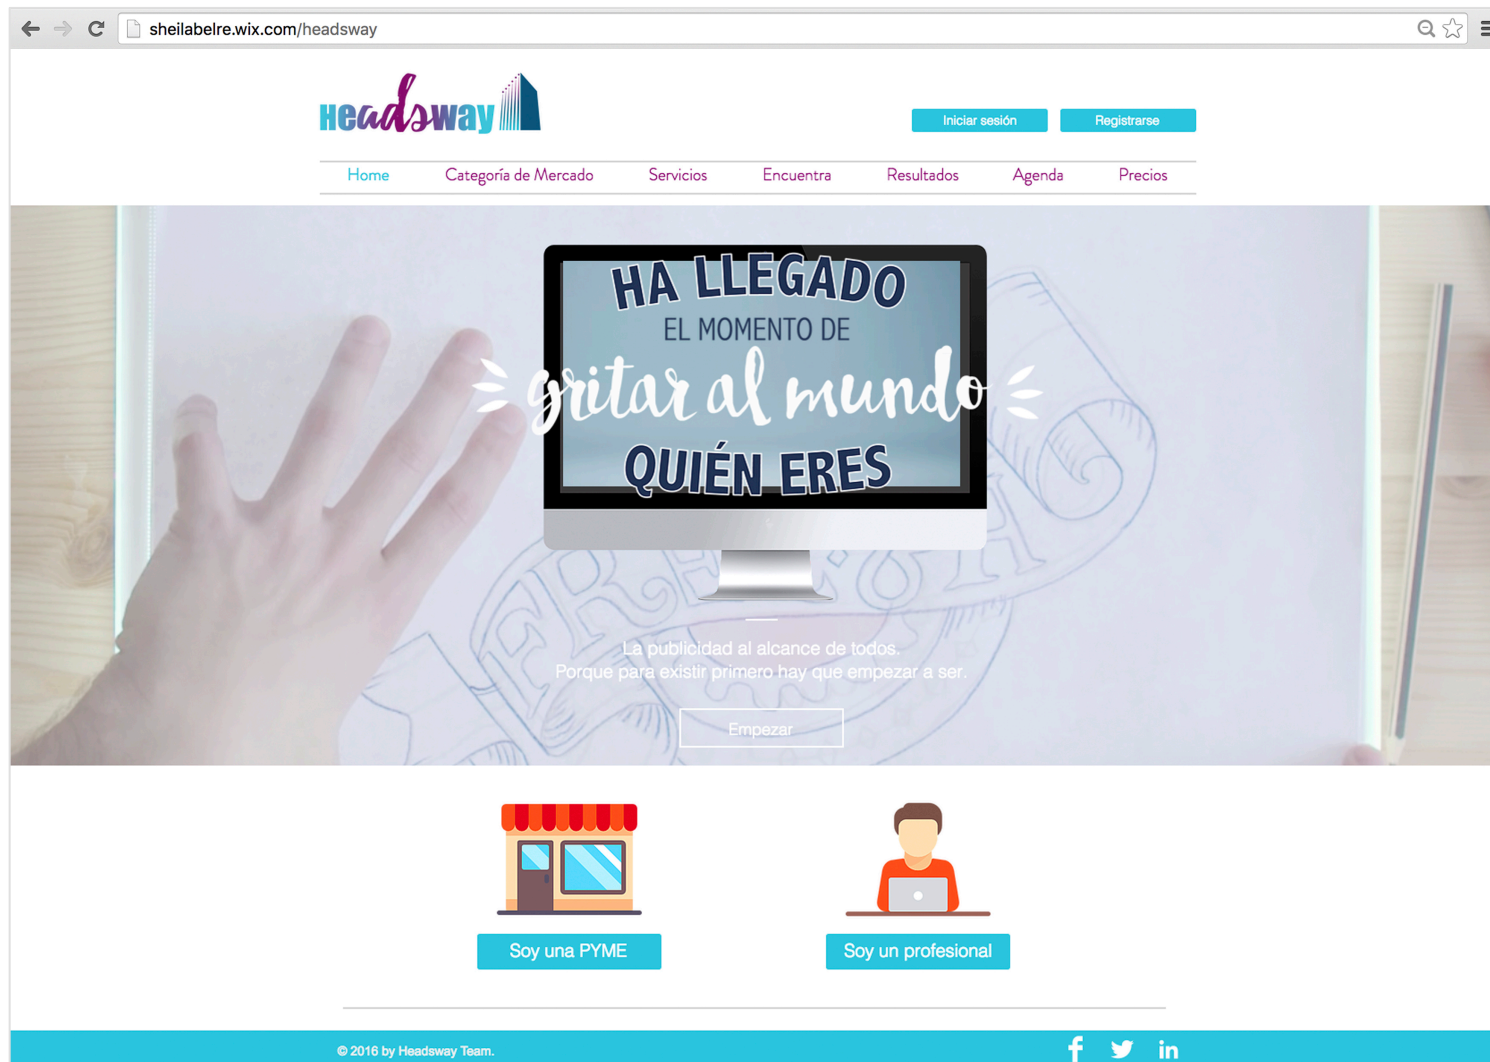 sheilabelre.wix.com/headsway
Headsway
Iniciar sesión
Registrarse
Home
Categoría de Mercado
Servicios
Encuentra
Resultados
Agenda
Precios
HA LLEGADO
EL MOMENTO DE
gritar al mundo
QUIÉN ERES
La publicidad al alcance de todos.
Porque para existir primero hay que empezar a ser.
Empezar
Soy una PYME
Soy un profesional
© 2016 by Headsway Team.
f
in